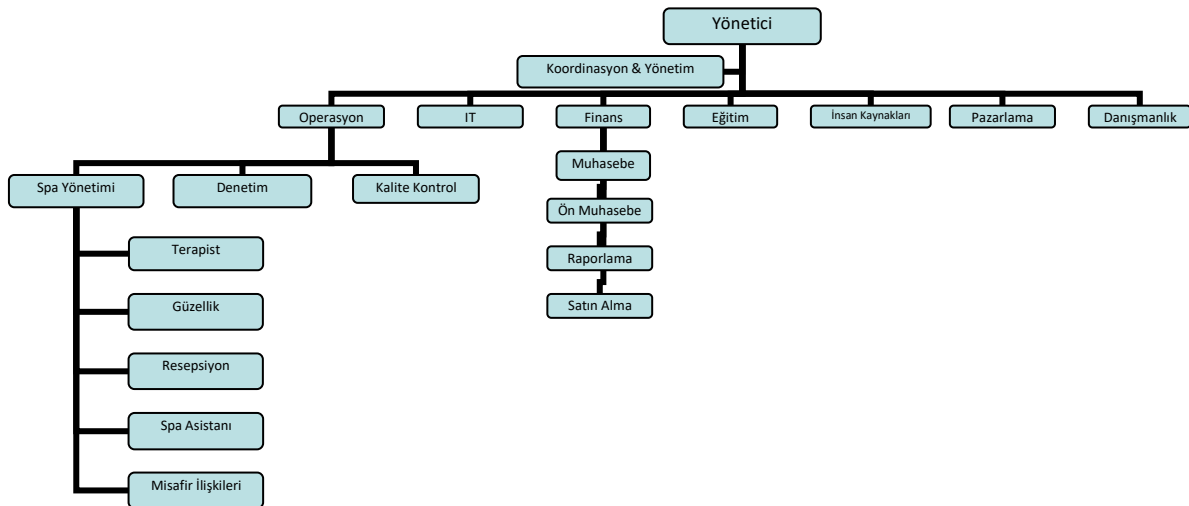 Yönetici
Koordinasyon & Yönetim
Operasyon
IT
Finans
Eğitim
İnsan Kaynakları
Pazarlama
Danışmanlık
Muhasebe
Spa Yönetimi
Denetim
Kalite Kontrol
Ön Muhasebe
Terapist
Raporlama
Güzellik
Satın Alma
Resepsiyon
Spa Asistanı
Misafir İlişkileri